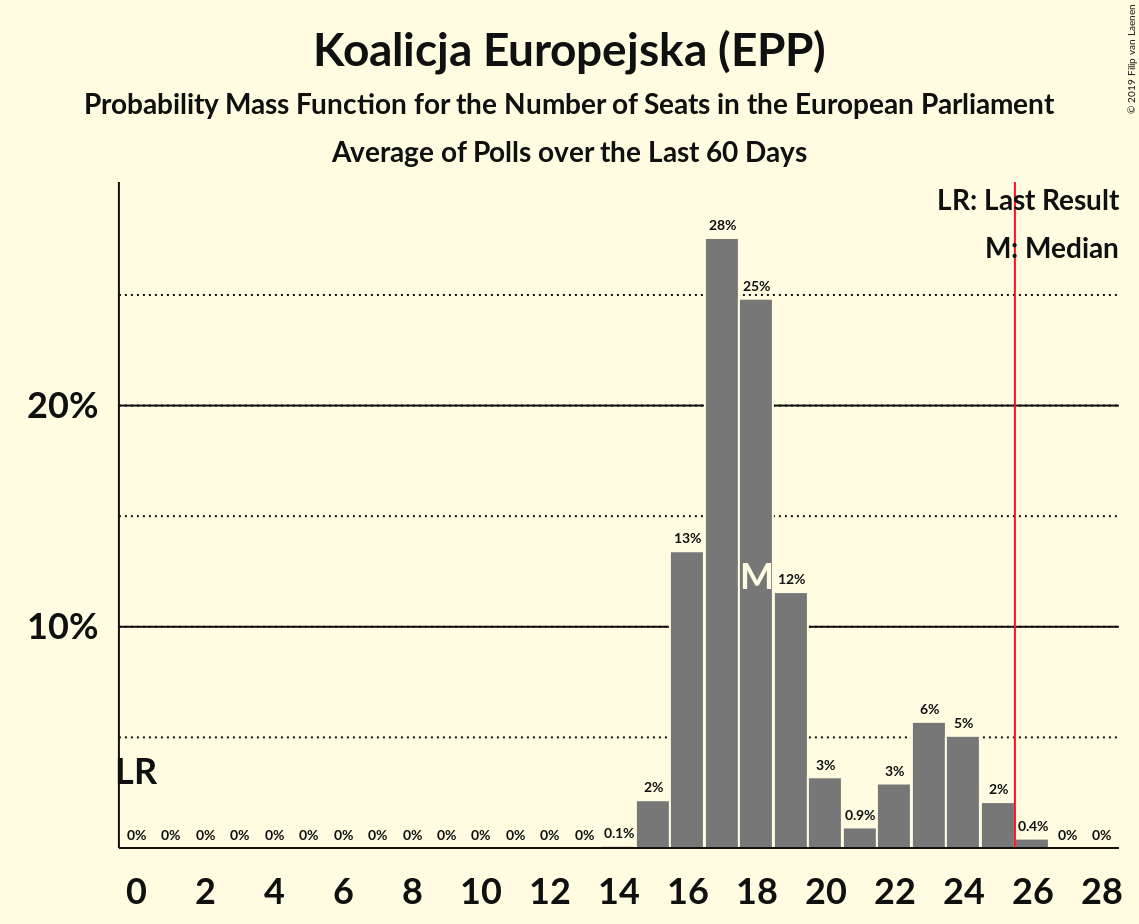 © 2019 Filip van Laenen
Koalicja Europejska (EPP)
Probability Mass Function for the Number of Seats in the European Parliament
Average of Polls over the Last 60 Days
LR: Last Result
M: Median
28%
25%
20%
13%
M
12%
10%
6%
5%
LR
2%
3%
3%
2%
0.9%
0% 0% 0% 0% 0% 0% 0% 0% 0% 0% 0% 0% 0% 0% 0.1% 0.4% 0% 0%
0 2 4 6 8 10 12 14 16 18 20 22 24 26 28